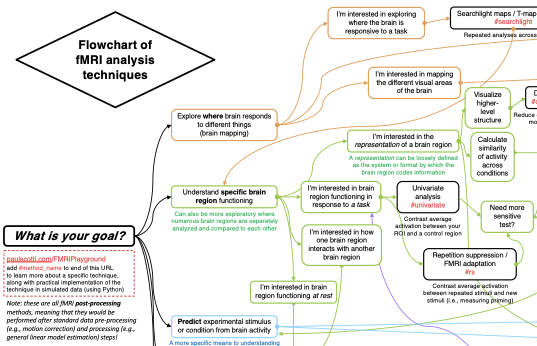 Flowchart of
fMRI analysis
techniques
I'm interested in exploring
where the brain is
responsive to a task
Searchlight maps / T-map
#searchlight
Repeated analyses across
I'm interested in mapping
the different visual areas
of the brain
Visualize
higher-
level
structure
Reduce
Explore where brain responds
to different things
(brain mapping)
I'm interested in the
representation of a brain region
A representation can be loosely defined
as the system or format by which the
brain region codes information
Calculate
similarity
of activity
across
conditions
Understand specific brain
region functioning
Can also be more exploratory where
numerous brain regions are separately
analyzed and compared to each other
I'm interested in brain
region functioning in
response to a task
Univariate
analysis
#univariate
Contrast average
activation between your
ROI and a control region
Need more
sensitive
test?
What is your goal?
I'm interested in how
one brain region
interacts with another
brain region
Repetition suppression /
FMRI adaptation
#rs
Contrast average activation
between repeated stimuli and new
stimuli (i.e., measuring priming)
paulscotti.com/FMRIPlayground
add #method_name to end of this URL
to learn more about a specific technique,
along with practical implementation of the
technique in simulated data (using Python)
I'm interested in brain
region functioning at rest
Note: these are all fMRI post-processing
methods, meaning that they would be
performed after standard data pre-processing
(e.g., motion correction) and processing (e.g.,
general linear model estimation) steps!
Predict experimental stimulus
or condition from brain activity
A more specific means to understanding